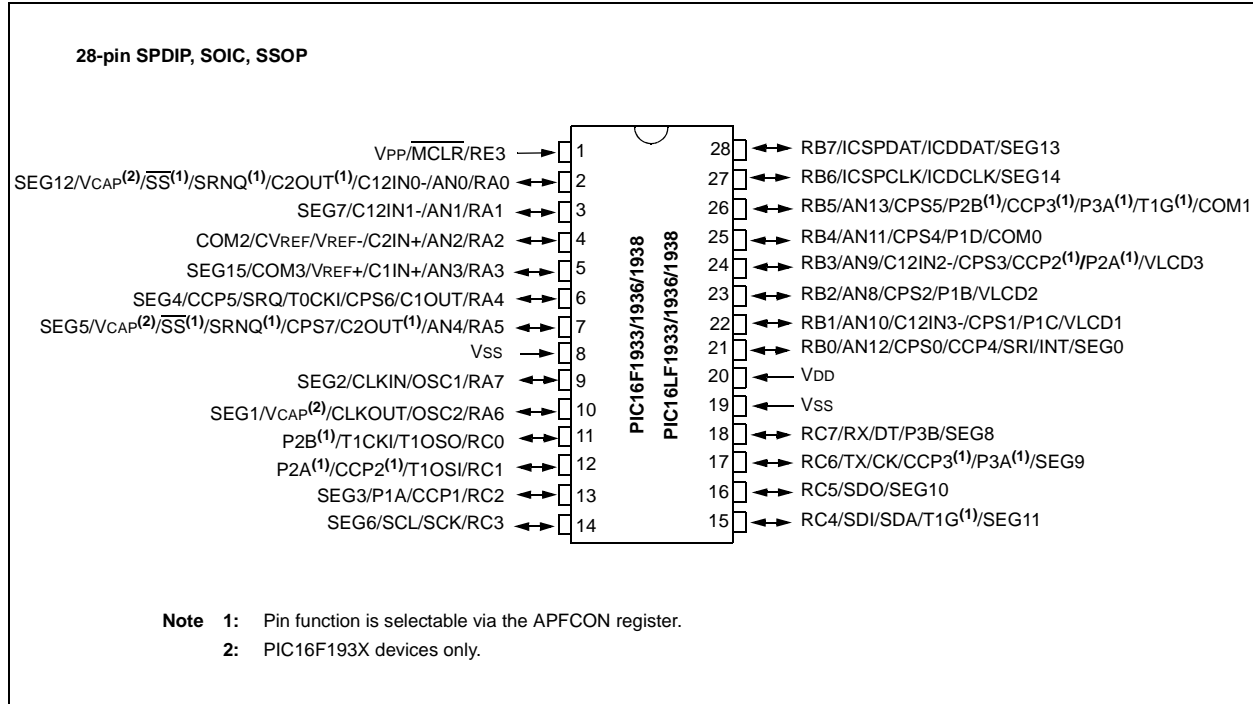 28-pin SPDIP, SOIC, SSOP
VPP/MCLR/RE3 1
SEG12/VCAP(2)/SS(1)/SRNQ(1)/C2OUT(1)/C12IN0-/AN0/RA0 2
SEG7/C12IN1-/AN1/RA1 3
COM2/CVREF/VREF-/C2IN+/AN2/RA2 4
SEG15/COM3/VREF+/C1IN+/AN3/RA3 5
SEG4/CCP5/SRQ/T0CKI/CPS6/C1OUT/RA4 6
SEG5/VCAP(2)/SS(1)/SRNQ(1)/CPS7/C2OUT(1)/AN4/RA5 7
VSS 8
SEG2/CLKIN/OSC1/RA7 9
SEG1/VCAP(2)/CLKOUT/OSC2/RA6 10
P2B(1)/T1CKI/T1OSO/RC0 11
P2A(1)/CCP2(1)/T1OSI/RC1 12
SEG3/P1A/CCP1/RC2 13
SEG6/SCL/SCK/RC3 14
PIC16F1933/1936/1938
PIC16LF1933/1936/1938
28 RB7/ICSPDAT/ICDDAT/SEG13
27 RB6/ICSPCLK/ICDCLK/SEG14
26 RB5/AN13/CPS5/P2B(1)/CCP3(1)/P3A(1)/T1G(1)/COM1
25 RB4/AN11/CPS4/P1D/COM0
24 RB3/AN9/C12IN2-/CPS3/CCP2(1)/P2A(1)/VLCD3
23 RB2/AN8/CPS2/P1B/VLCD2
22 RB1/AN10/C12IN3-/CPS1/P1C/VLCD1
21 RB0/AN12/CPS0/CCP4/SRI/INT/SEG0
20 VDD
19 VSS
18 RC7/RX/DT/P3B/SEG8
17 RC6/TX/CK/CCP3(1)/P3A(1)/SEG9
16 RC5/SDO/SEG10
15 RC4/SDI/SDA/T1G(1)/SEG11
Note 1: Pin function is selectable via the APFCON register.
2: PIC16F193X devices only.